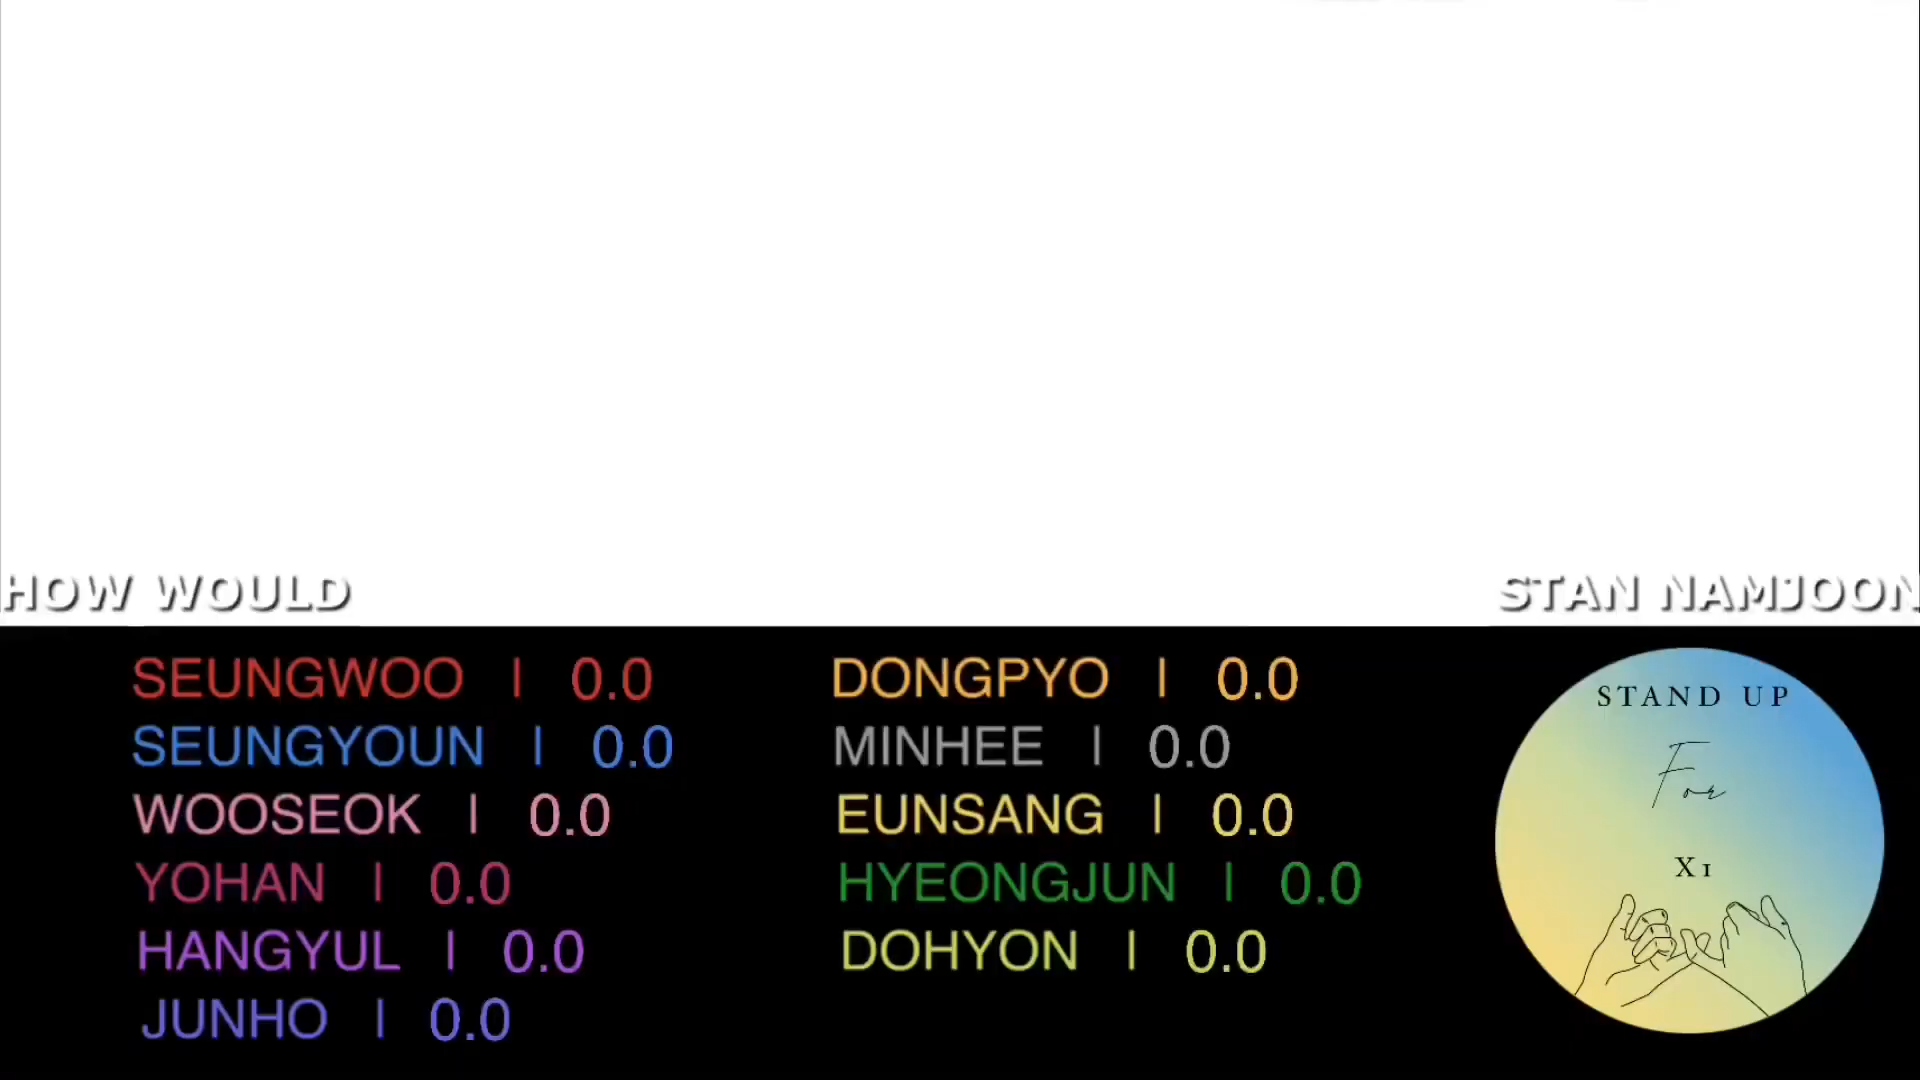 HOW WOULD
STAN NAMJOON
SEUNGWOO | 0.0
SEUNGYOUN | 0.0
WOOSEOK | 0.0
YOHAN | 0.0
HANGYUL | 0.0
JUNHO | 0.0
DONGPYO | 0.0
MINHEE | 0.0
EUNSANG | 0.0
HYEONGJUN | 0.0
DOHYON | 0.0
STAND UP
For
X1